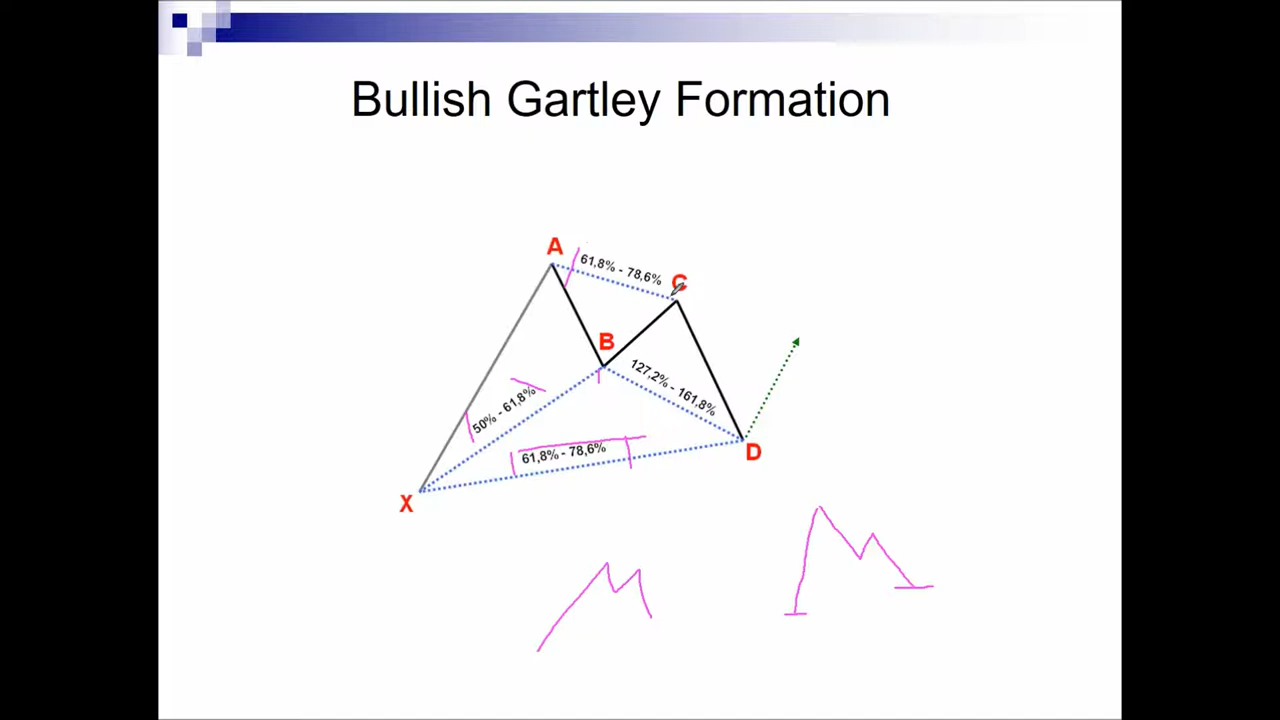 Bullish Gartley Formation
A
61,8% - 78,6%
C
B
127,2% - 161,8%
50% - 61,8%
61,8% - 78,6%
D
X